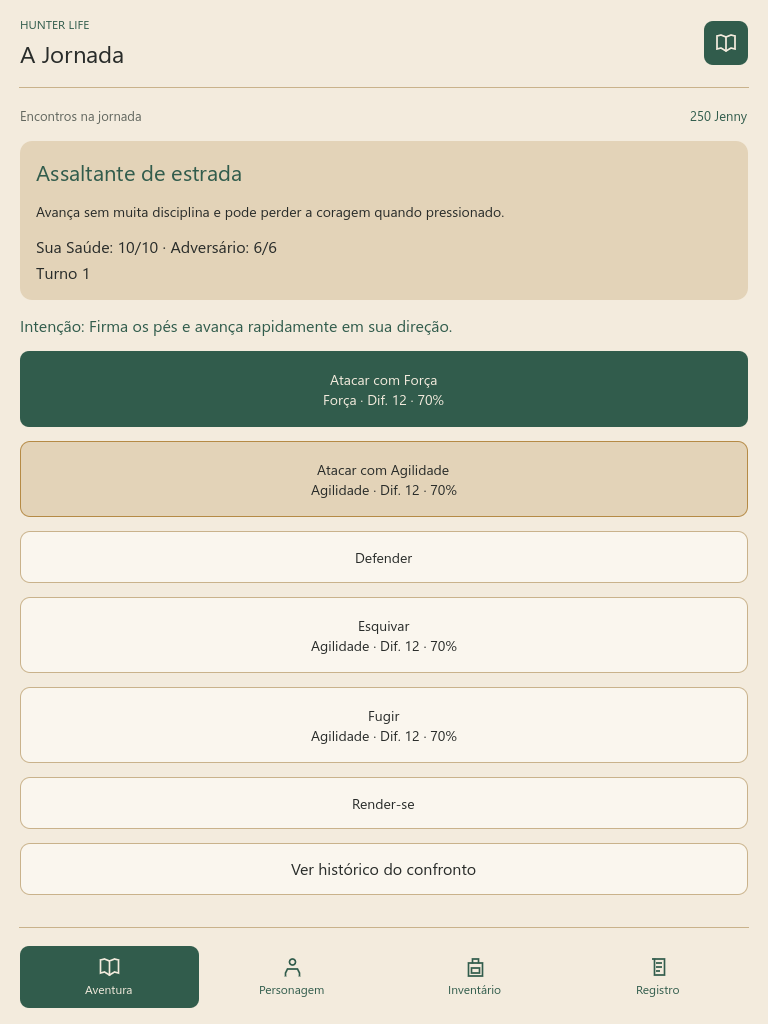 HUNTER LIFE
A Jornada
Encontros na jornada
250 Jenny
Assaltante de estrada
Avança sem muita disciplina e pode perder a coragem quando pressionado.
Sua Saúde: 10/10 · Adversário: 6/6
Turno 1
Intenção: Firma os pés e avança rapidamente em sua direção.
Atacar com Força
Força · Dif. 12 · 70%
Atacar com Agilidade
Agilidade · Dif. 12 · 70%
Defender
Esquivar
Agilidade · Dif. 12 · 70%
Fugir
Agilidade · Dif. 12 · 70%
Render-se
Ver histórico do confronto
Aventura
Personagem
Inventário
Registro